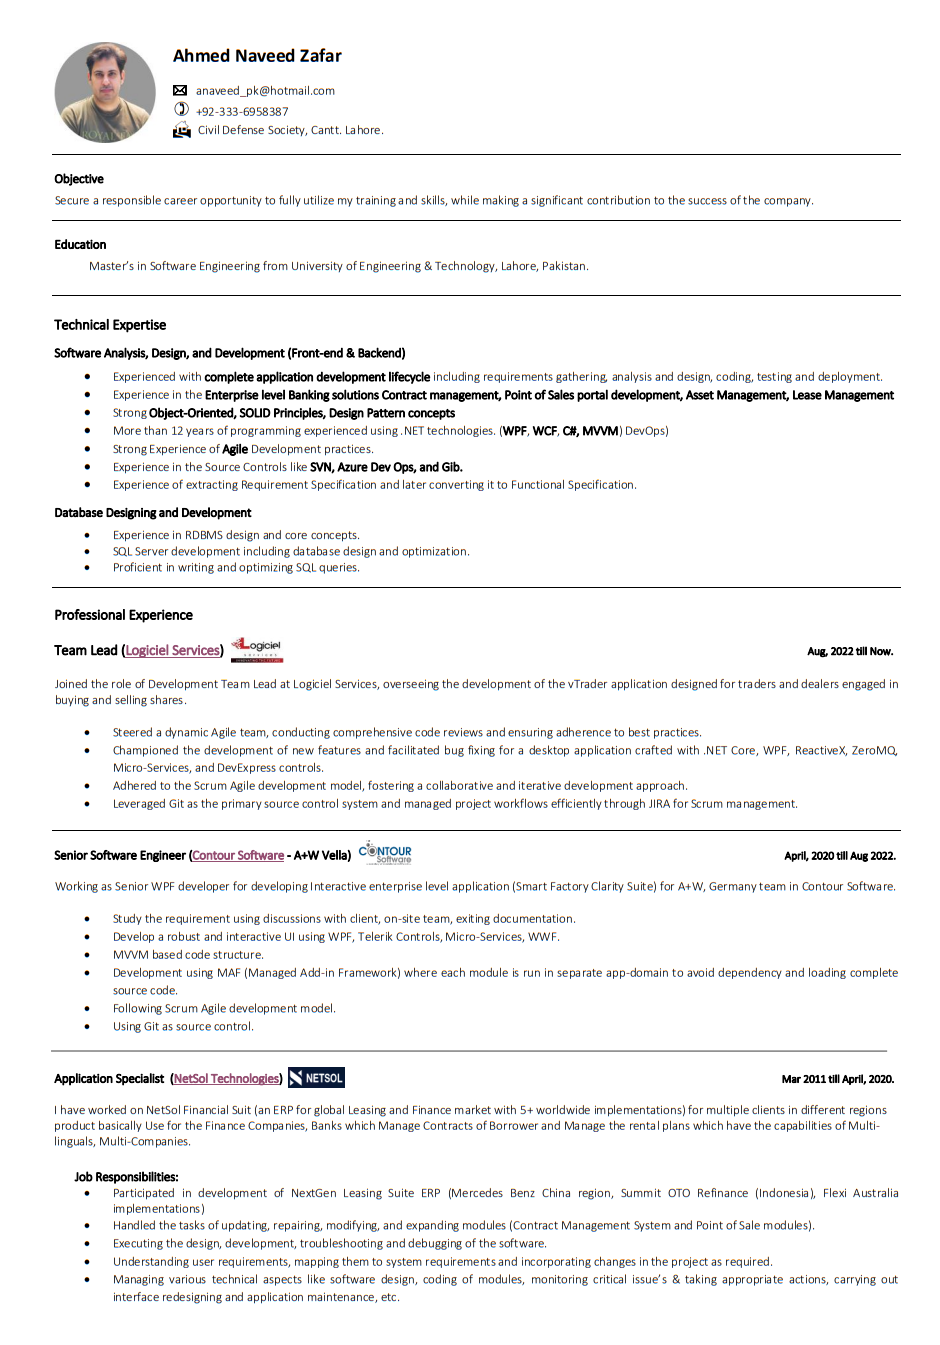 Ahmed Naveed Zafar
anaveed_pk@hotmail.com
+92-333-6958387
Civil Defense Society, Cantt. Lahore.
Objective
Secure a responsible career opportunity to fully utilize my training and skills, while making a significant contribution to the success of the company.
Education
Master's in Software Engineering from University of Engineering & Technology, Lahore, Pakistan.
Technical Expertise
Software Analysis, Design, and Development (Front-end & Backend)
• Experienced with complete application development lifecycle including requirements gathering, analysis and design, coding, testing and deployment.
• Experience in the Enterprise level Banking solutions Contract management, Point of Sales portal development, Asset Management, Lease Management
• Strong Object-Oriented, SOLID Principles, Design Pattern concepts
• More than 12 years of programming experienced using .NET technologies. (WPF, WCF, C#, MVVM) DevOps)
• Strong Experience of Agile Development practices.
• Experience in the Source Controls like SVN, Azure Dev Ops, and Gib.
• Experience of extracting Requirement Specification and later converting it to Functional Specification.
Database Designing and Development
• Experience in RDBMS design and core concepts.
• SQL Server development including database design and optimization.
• Proficient in writing and optimizing SQL queries.
Professional Experience
Team Lead (Logiciel Services) Logiciel Aug, 2022 till Now.
Joined the role of Development Team Lead at Logiciel Services, overseeing the development of the vTrader application designed for traders and dealers engaged in
buying and selling shares.
• Steered a dynamic Agile team, conducting comprehensive code reviews and ensuring adherence to best practices.
• Championed the development of new features and facilitated bug fixing for a desktop application crafted with .NET Core, WPF, ReactiveX, ZeroMQ,
Micro-Services, and DevExpress controls.
• Adhered to the Scrum Agile development model, fostering a collaborative and iterative development approach.
• Leveraged Git as the primary source control system and managed project workflows efficiently through JIRA for Scrum management.
Senior Software Engineer (Contour Software - A+W Vella) CONTOUR Software April, 2020 till Aug 2022.
Working as Senior WPF developer for developing Interactive enterprise level application (Smart Factory Clarity Suite) for A+W, Germany team in Contour Software.
• Study the requirement using discussions with client, on-site team, exiting documentation.
• Develop a robust and interactive UI using WPF, Telerik Controls, Micro-Services, WWF.
• MVVM based code structure.
• Development using MAF (Managed Add-in Framework) where each module is run in separate app-domain to avoid dependency and loading complete
source code.
• Following Scrum Agile development model.
• Using Git as source control.
Application Specialist (NetSol Technologies) NETSOL Mar 2011 till April, 2020.
I have worked on NetSol Financial Suit (an ERP for global Leasing and Finance market with 5+ worldwide implementations) for multiple clients in different regions
product basically Use for the Finance Companies, Banks which Manage Contracts of Borrower and Manage the rental plans which have the capabilities of Multi-
linguals, Multi-Companies.
Job Responsibilities:
• Participated in development of NextGen Leasing Suite ERP (Mercedes Benz China region, Summit OTO Refinance (Indonesia), Flexi Australia
implementations)
• Handled the tasks of updating, repairing, modifying, and expanding modules (Contract Management System and Point of Sale modules).
• Executing the design, development, troubleshooting and debugging of the software.
• Understanding user requirements, mapping them to system requirements and incorporating changes in the project as required.
• Managing various technical aspects like software design, coding of modules, monitoring critical issue's & taking appropriate actions, carrying out
interface redesigning and application maintenance, etc.